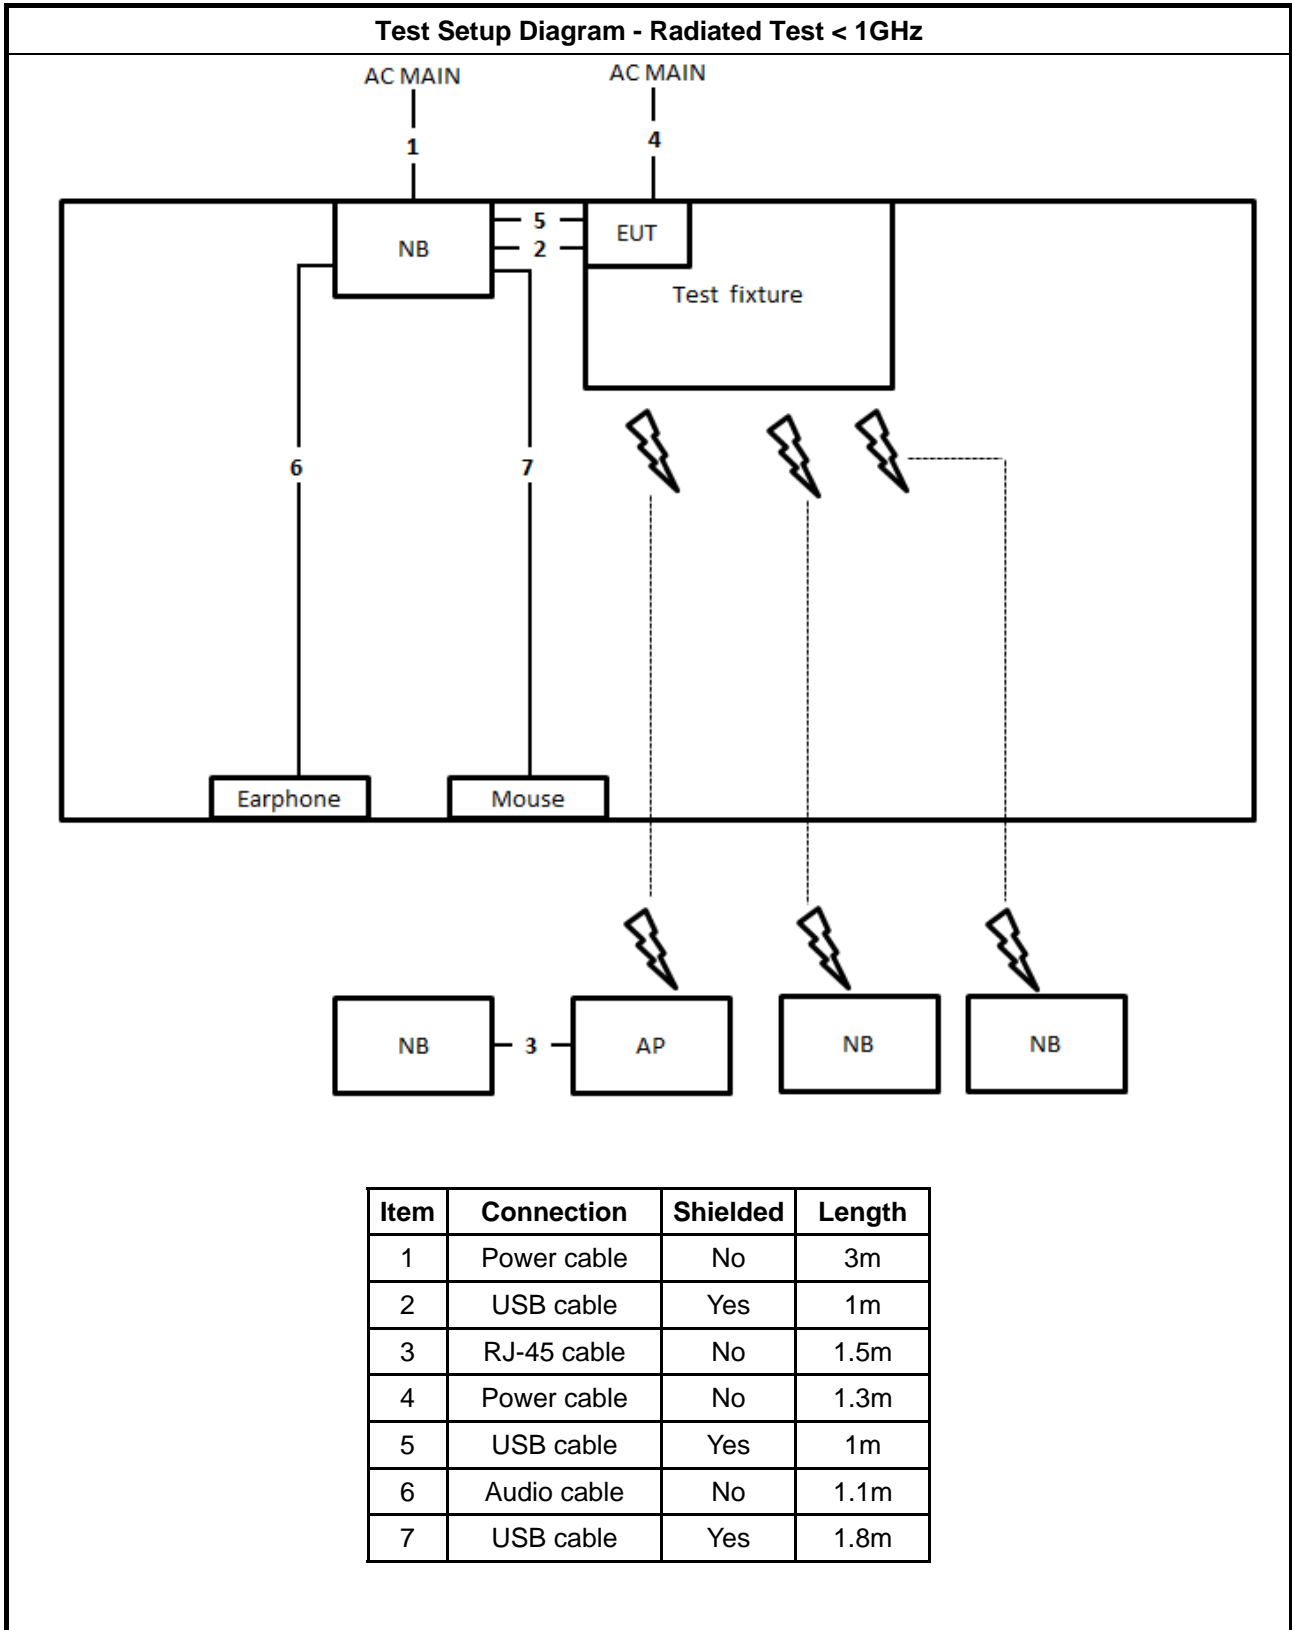 Test Setup Diagram - Radiated Test < 1GHz
AC MAIN
AC MAIN
1
4
NB
5
2
EUT
Test fixture
6
7
Earphone
Mouse
NB
3
AP
NB
NB
Item Connection Shielded Length
1 Power cable No 3m
2 USB cable Yes 1m
3 RJ-45 cable No 1.5m
4 Power cable No 1.3m
5 USB cable Yes 1m
6 Audio cable No 1.1m
7 USB cable Yes 1.8m